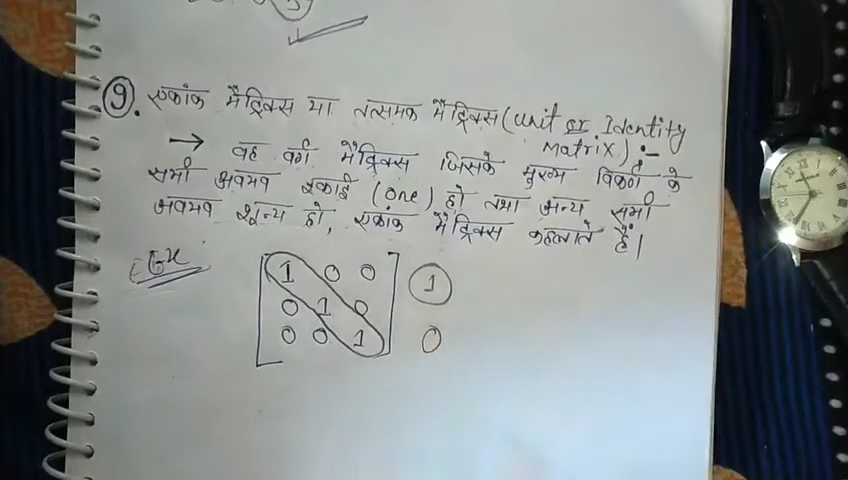 9. एकांक मैट्रिक्स या तत्समक मैट्रिक्स (unit or Identity
Matrix) :-
→ वह वर्ग मैट्रिक्स जिसके मुख्य विकर्ण के
सभी अवयव इकाई (one) हो तथा अन्य सभी
अवयव शून्य हो, एकांक मैट्रिक्स कहलाते हैं।
Ex
1 0 0 1
0 1 0
0 0 1 0